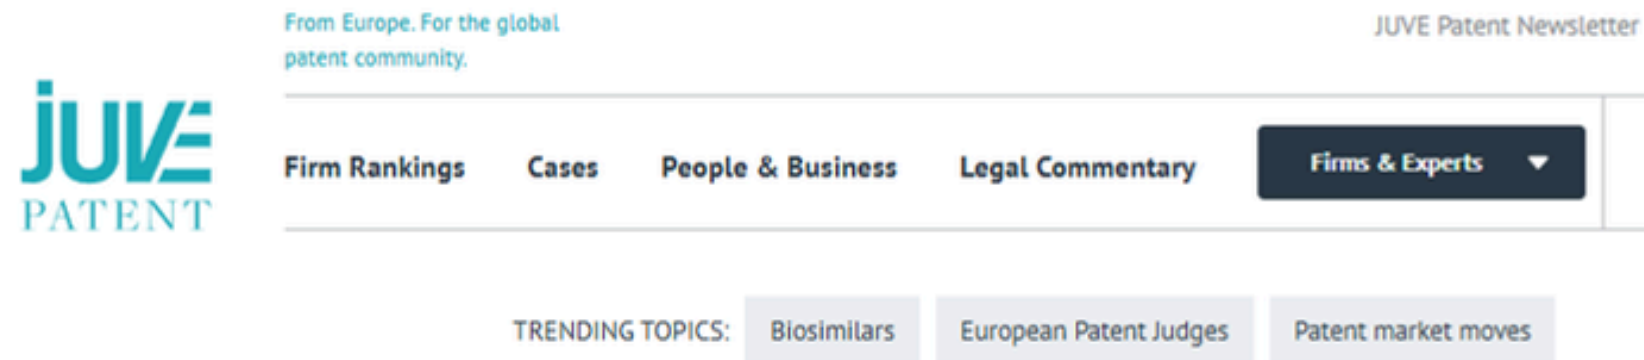 From Europe. For the global
patent community.
JUVE Patent Newsletter
JUVE
PATENT
Firm Rankings Cases People & Business Legal Commentary Firms & Experts
TRENDING TOPICS: Biosimilars European Patent Judges Patent market moves